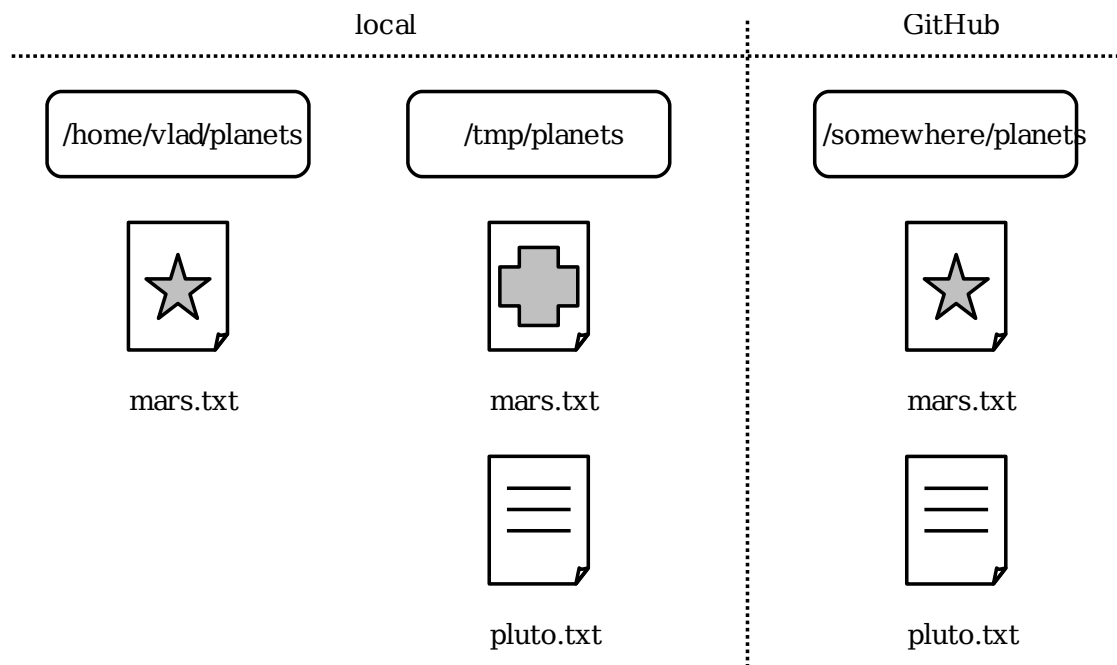 local
GitHub
/home/vlad/planets
/tmp/planets
/somewhere/planets
mars.txt
mars.txt
mars.txt
pluto.txt
pluto.txt